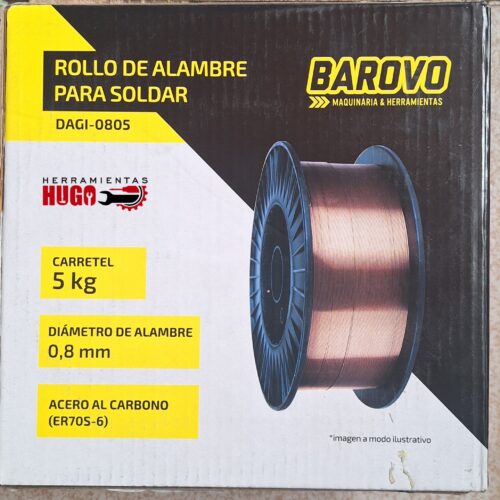 ROLLO DE ALAMBRE
PARA SOLDAR
DAGI-0805
BAROVO
MAQUINARIA & HERRAMIENTAS
HERRAMIENTAS
HUGO
CARRETEL
5 kg
DIÁMETRO DE ALAMBRE
0,8 mm
ACERO AL CARBONO
(ER70S-6)
*imagen a modo ilustrativo